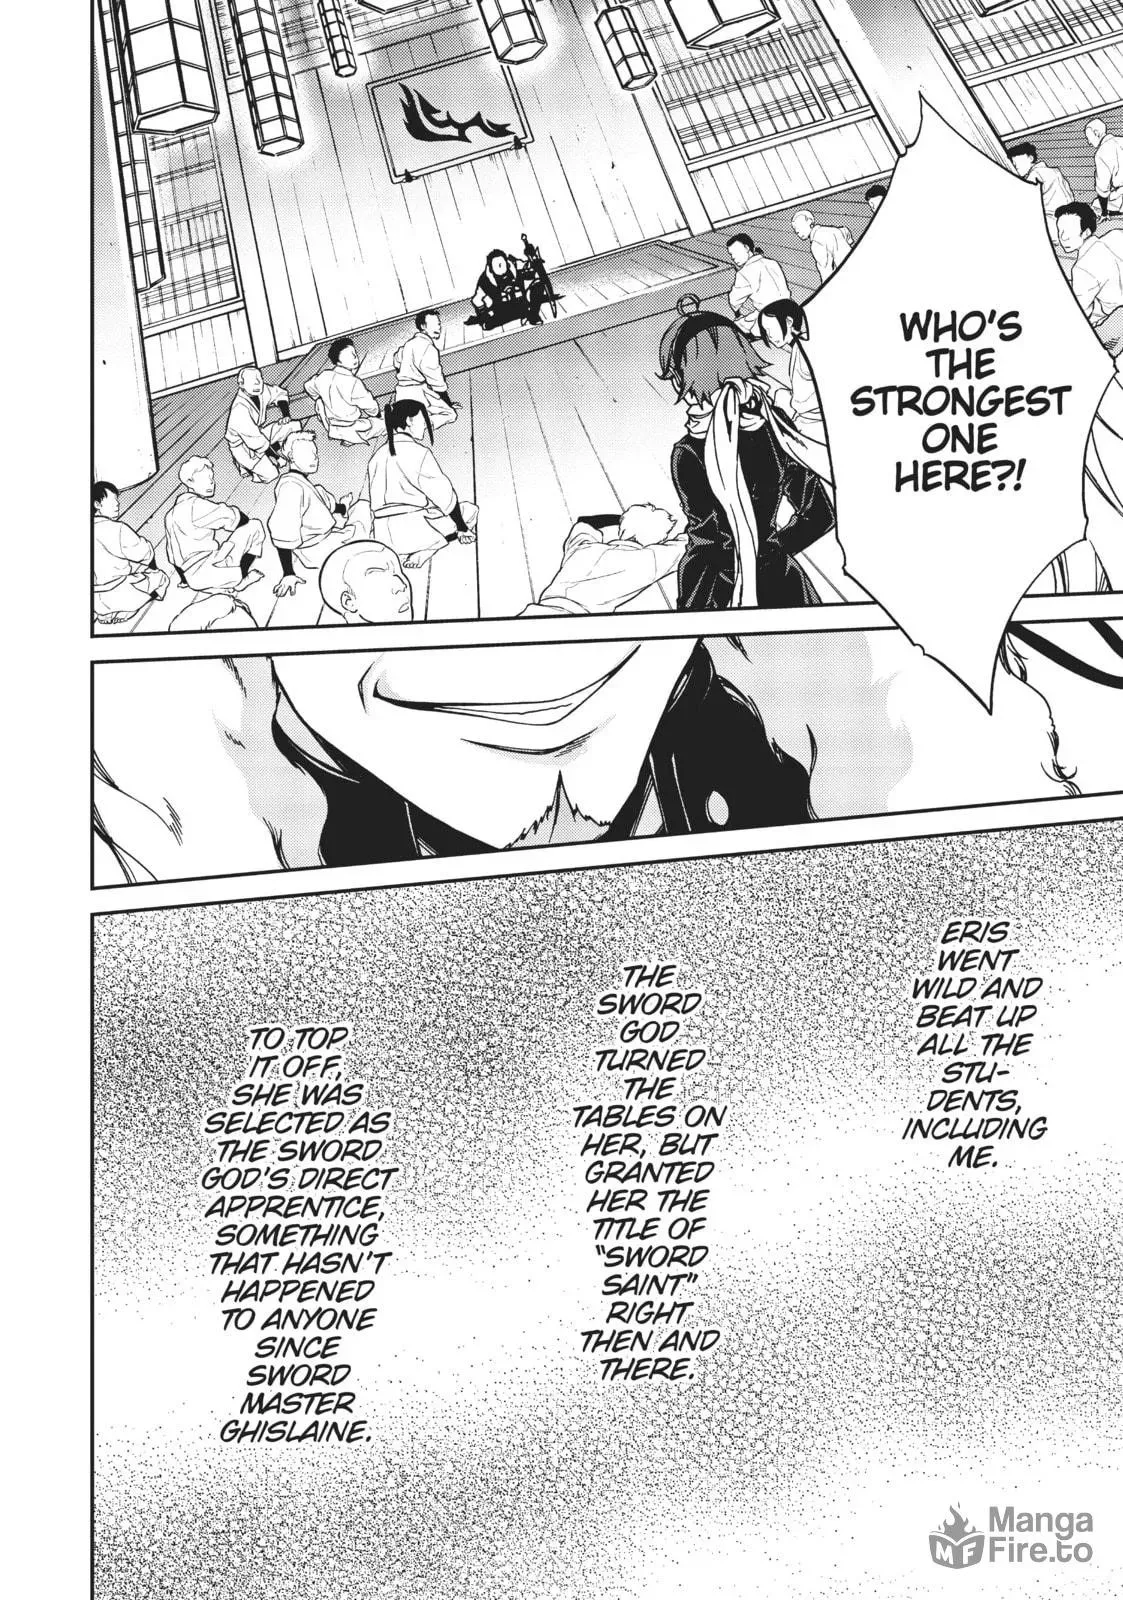 WHO'S
THE
STRONGEST
ONE
HERE?!
ERIS
WENT
WILD AND
BEAT UP
ALL THE
STU-
DENTS,
INCLUDING
ME.
THE
SWORD
GOD
TURNED
THE
TABLES ON
HER, BUT
GRANTED
HER THE
TITLE OF
"SWORD
SAINT"
RIGHT
THEN AND
THERE.
TO TOP
IT OFF,
SHE WAS
SELECTED AS
THE SWORD
GOD'S DIRECT
APPRENTICE,
SOMETHING
THAT HASN'T
HAPPENED
TO ANYONE
SINCE
SWORD
MASTER
GHISLAINE.
MF
Manga
Fire.to